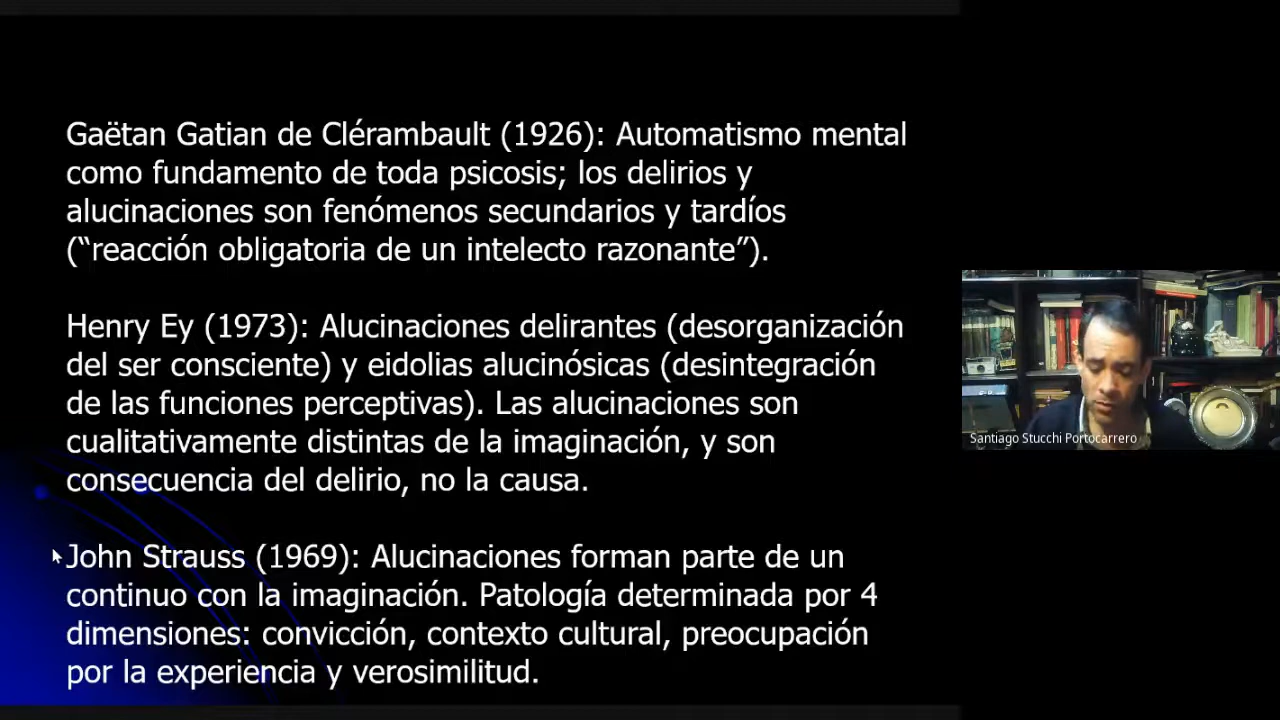 Gaëtan Gatian de Clérambault (1926): Automatismo mental
como fundamento de toda psicosis; los delirios y
alucinaciones son fenómenos secundarios y tardíos
(“reacción obligatoria de un intelecto razonante”).
Henry Ey (1973): Alucinaciones delirantes (desorganización
del ser consciente) y eidolias alucinósicas (desintegración
de las funciones perceptivas). Las alucinaciones son
cualitativamente distintas de la imaginación, y son
consecuencia del delirio, no la causa.
John Strauss (1969): Alucinaciones forman parte de un
continuo con la imaginación. Patología determinada por 4
dimensiones: convicción, contexto cultural, preocupación
por la experiencia y verosimilitud.
Santiago Stucchi Portocarrero